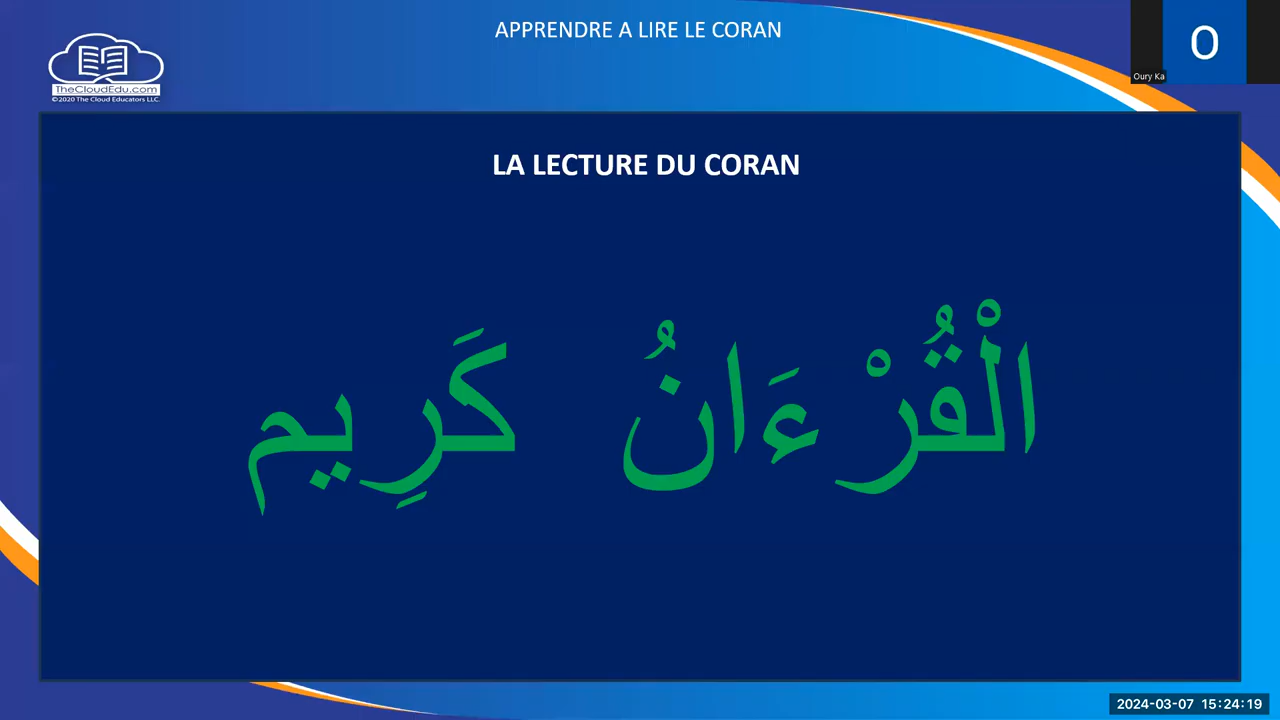 APPRENDRE A LIRE LE CORAN
O
Oury Ka
TheCloudEdu.com
©2020 The Cloud Educators LLC.
LA LECTURE DU CORAN
الْقُرْءَانُ كَرِيم
2024-03-07 15:24:19